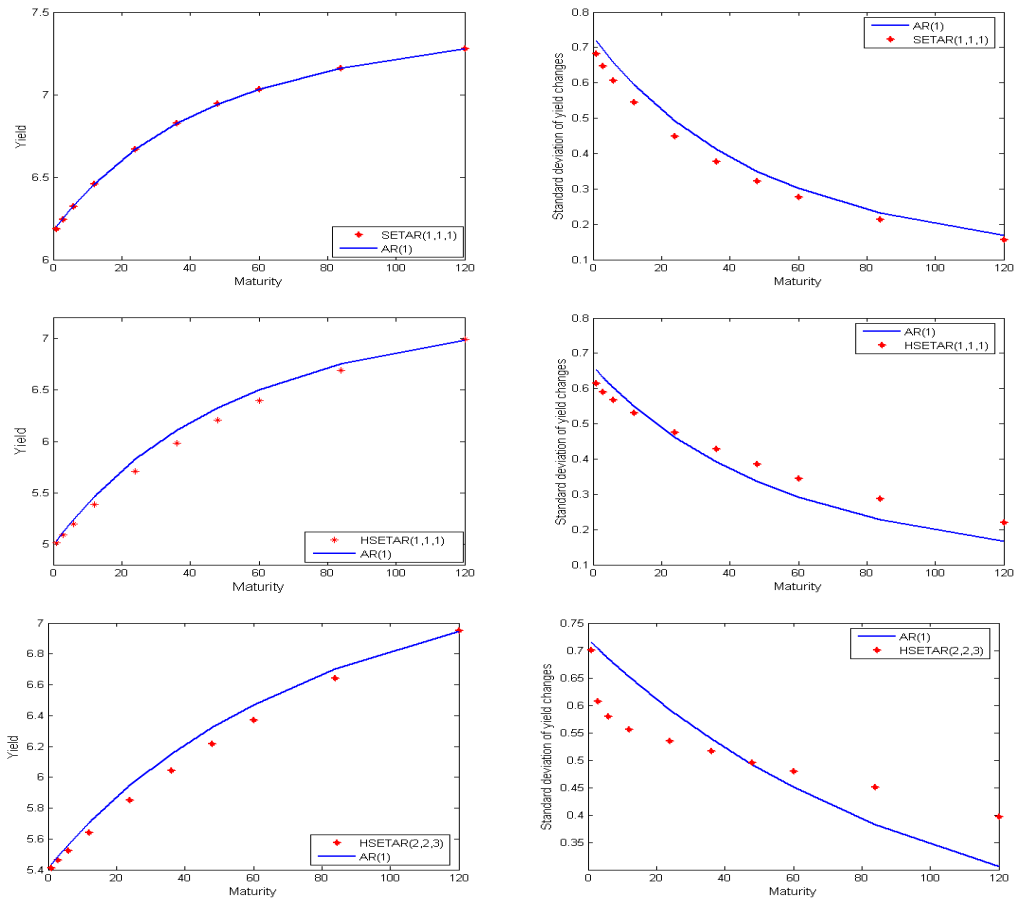 7.5
7
6.5
6
Yield
0 20 40 60 80 100 120
Maturity
SETAR(1,1,1)
AR(1)
0.8
0.7
0.6
0.5
0.4
0.3
0.2
0.1
Standard deviation of yield changes
0 20 40 60 80 100 120
Maturity
AR(1)
SETAR(1,1,1)
7
6.5
6
5.5
5
Yield
0 20 40 60 80 100 120
Maturity
HSETAR(1,1,1)
AR(1)
0.8
0.7
0.6
0.5
0.4
0.3
0.2
0.1
Standard deviation of yield changes
0 20 40 60 80 100 120
Maturity
AR(1)
HSETAR(1,1,1)
7
6.8
6.6
6.4
6.2
6
5.8
5.6
5.4
Yield
0 20 40 60 80 100 120
Maturity
HSETAR(2,2,3)
AR(1)
0.75
0.7
0.65
0.6
0.55
0.5
0.45
0.4
0.35
Standard deviation of yield changes
0 20 40 60 80 100 120
Maturity
AR(1)
HSETAR(2,2,3)